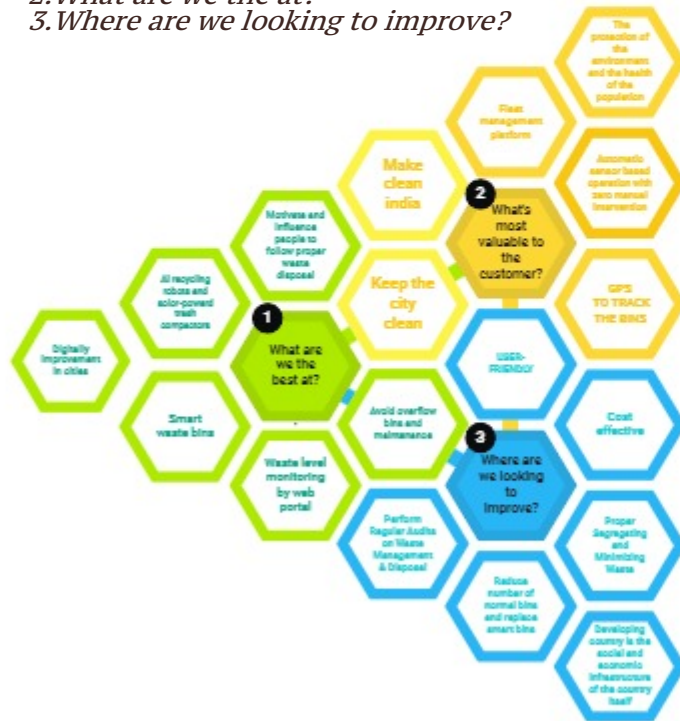 2.What are we the at?
3.Where are we looking to improve?
The
protection of
the
environment
and the health
of the
population
Fleet
management
platform
Automatic
sensor based
operation with
zero manual
intervention
Make
clean
india
2
What's
most
valuable to
the
customer?
Motivate and
influence
people to
follow proper
waste
disposal
GPS
TO TRACK
THE BINS
Keep the
city
clean
AI recycling
robots and
solar-powerd
trash
compactors
1
What are
we the
best at?
USER-
FRIENDLY
Digitally
improvement
in cities
Cost
effective
Avoid overflow
bins and
maintenance
Smart
waste bins
3
Where are
we looking
to
improve?
Waste level
monitoring
by web
portal
Perform
Regular Audits
on Waste
Management
& Disposal
Proper
Segregating
and
Minimizing
Waste
Reduce
number of
normal bins
and replace
smart bins
Developing
country is the
social and
economic
infrastructure
of the country
itself